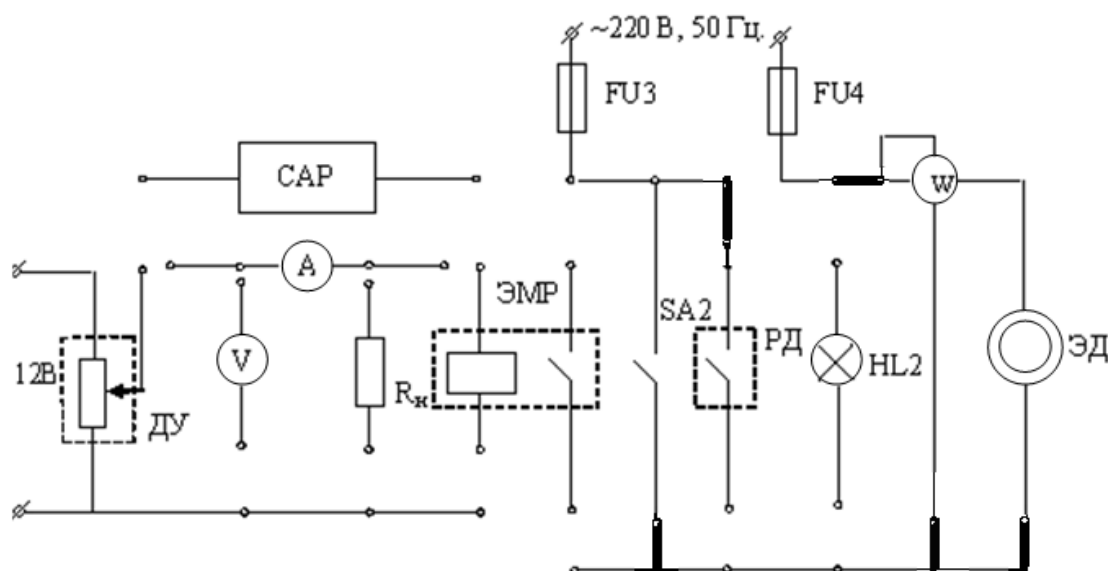 ~220 В, 50 Гц.
FU3
FU4
САР
W
А
ЭМР
SA2
РД
ЭД
12В
V
Rн
HL2
ДУ